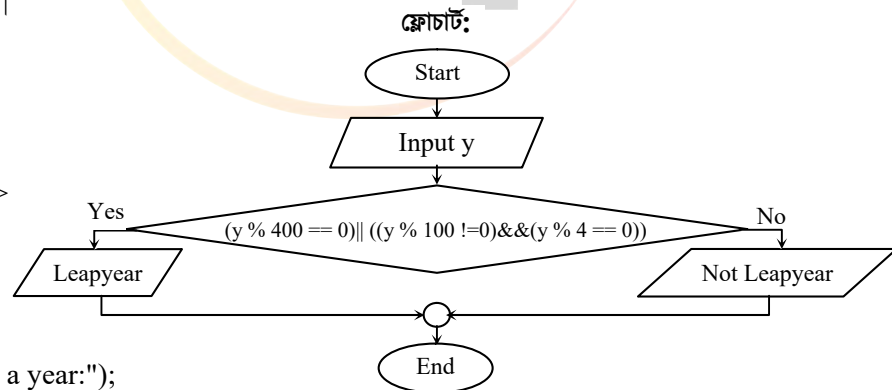 ফ্লোচার্ট:
Start
Input y
Yes
(y % 400 == 0)|| ((y % 100 !=0)&&(y % 4 == 0))
No
>
Leapyear
Not Leapyear
End
a year:");